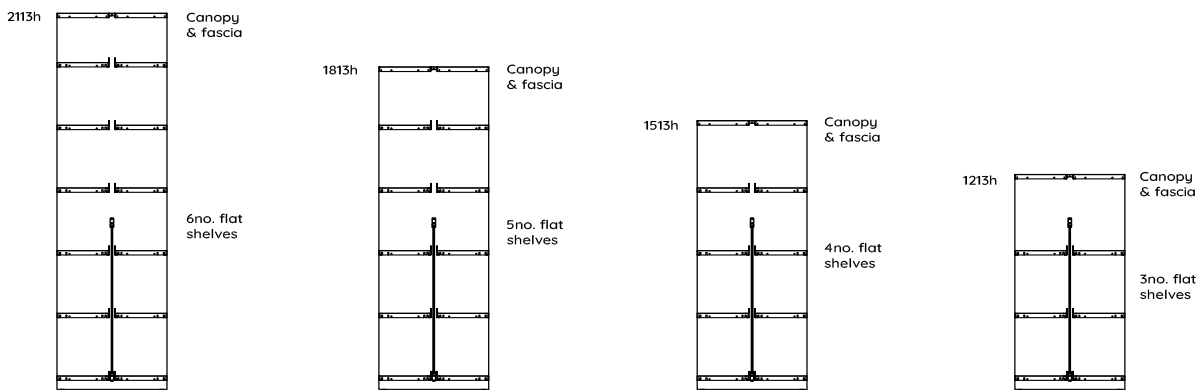 2113h
Canopy
& fascia
6no. flat
shelves
1813h
Canopy
& fascia
5no. flat
shelves
1513h
Canopy
& fascia
4no. flat
shelves
1213h
Canopy
& fascia
3no. flat
shelves